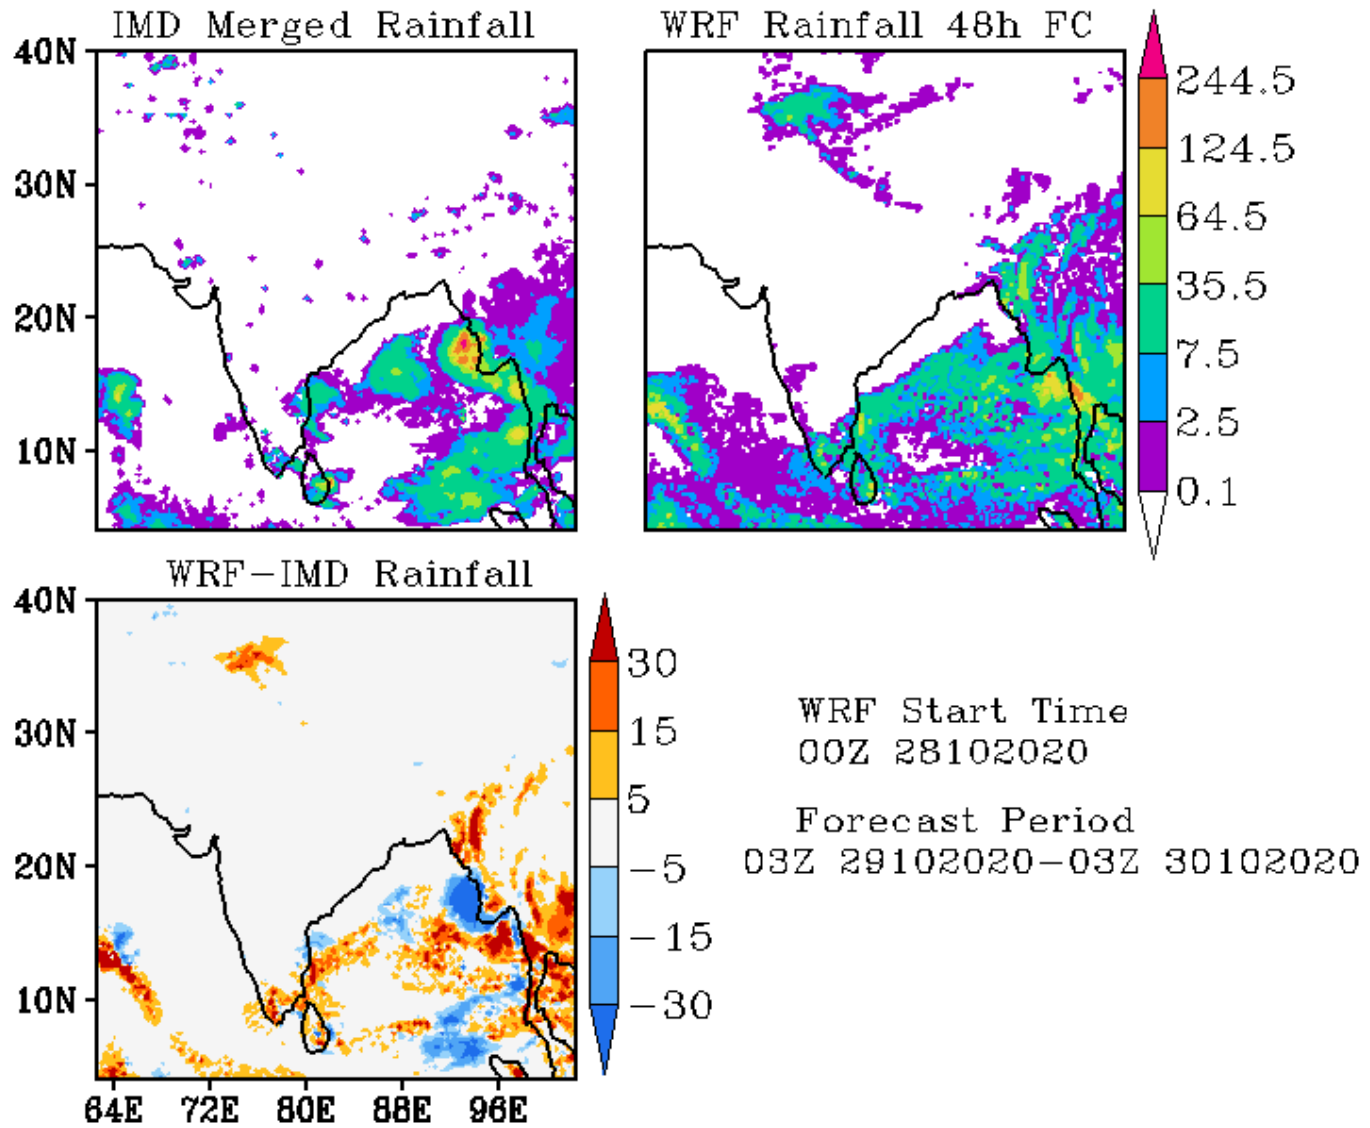 IMD Merged Rainfall
WRF Rainfall 48h FC
40N
30N
20N
10N
244.5
124.5
64.5
35.5
7.5
2.5
0.1
WRF-IMD Rainfall
40N
30N
20N
10N
64E 72E 80E 88E 96E
30
15
5
-5
-15
-30
WRF Start Time
00Z 28102020
Forecast Period
03Z 29102020-03Z 30102020